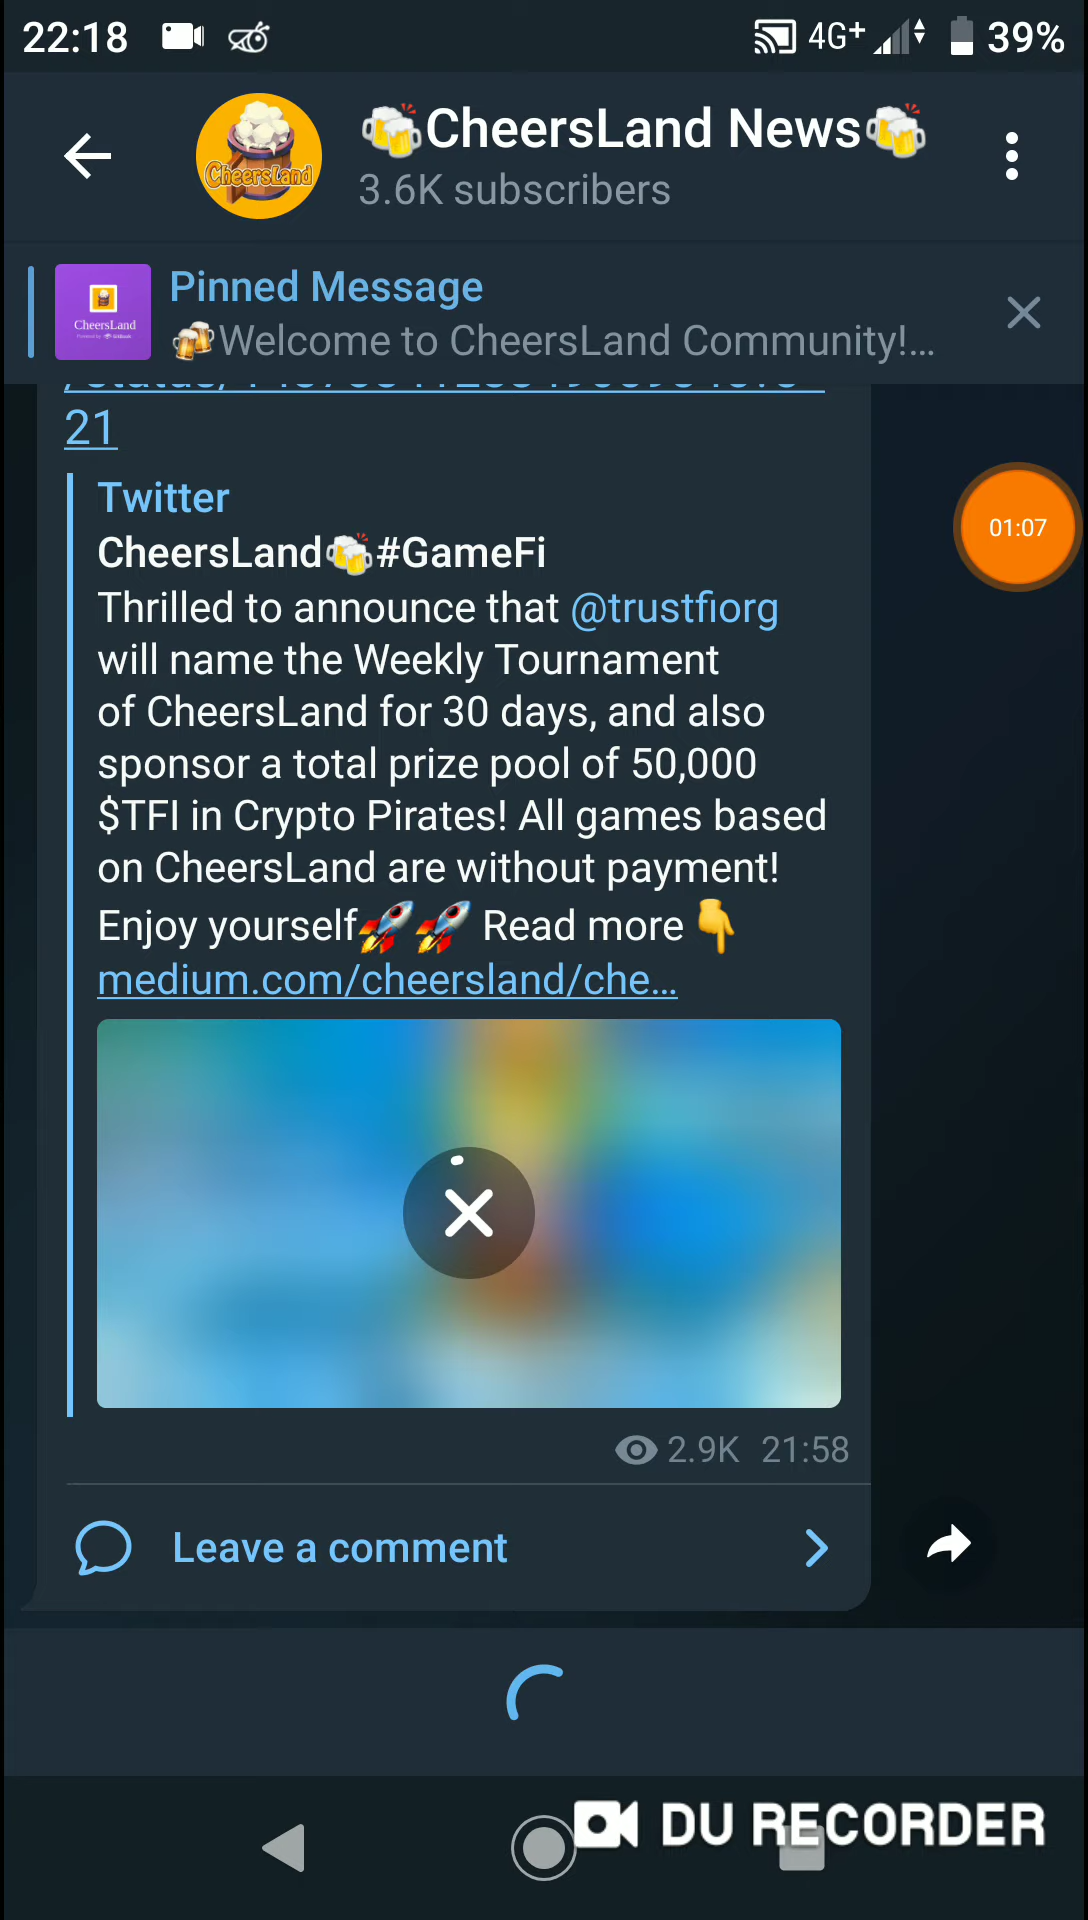 22:18 4G+ 39%
🍻CheersLand News🍻
3.6K subscribers
CheersLand
Pinned Message
🍻Welcome to CheersLand Community!...
CheersLand
21
Twitter
CheersLand🍻#GameFi
Thrilled to announce that @trustfiorg
will name the Weekly Tournament
of CheersLand for 30 days, and also
sponsor a total prize pool of 50,000
$TFI in Crypto Pirates! All games based
on CheersLand are without payment!
Enjoy yourself🚀🚀 Read more👇
medium.com/cheersland/che...
01:07
2.9K 21:58
Leave a comment
DU RECORDER